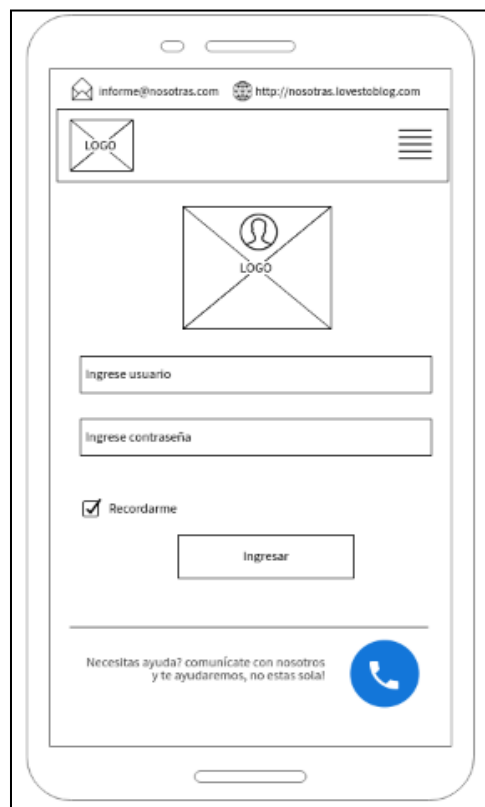 informe@nosotras.com http://nosotras.lovestoblog.com
LOGO
LOGO
Ingrese usuario
Ingrese contraseña
Recordarme
Ingresar
Necesitas ayuda? comunícate con nosotros
y te ayudaremos, no estas sola!